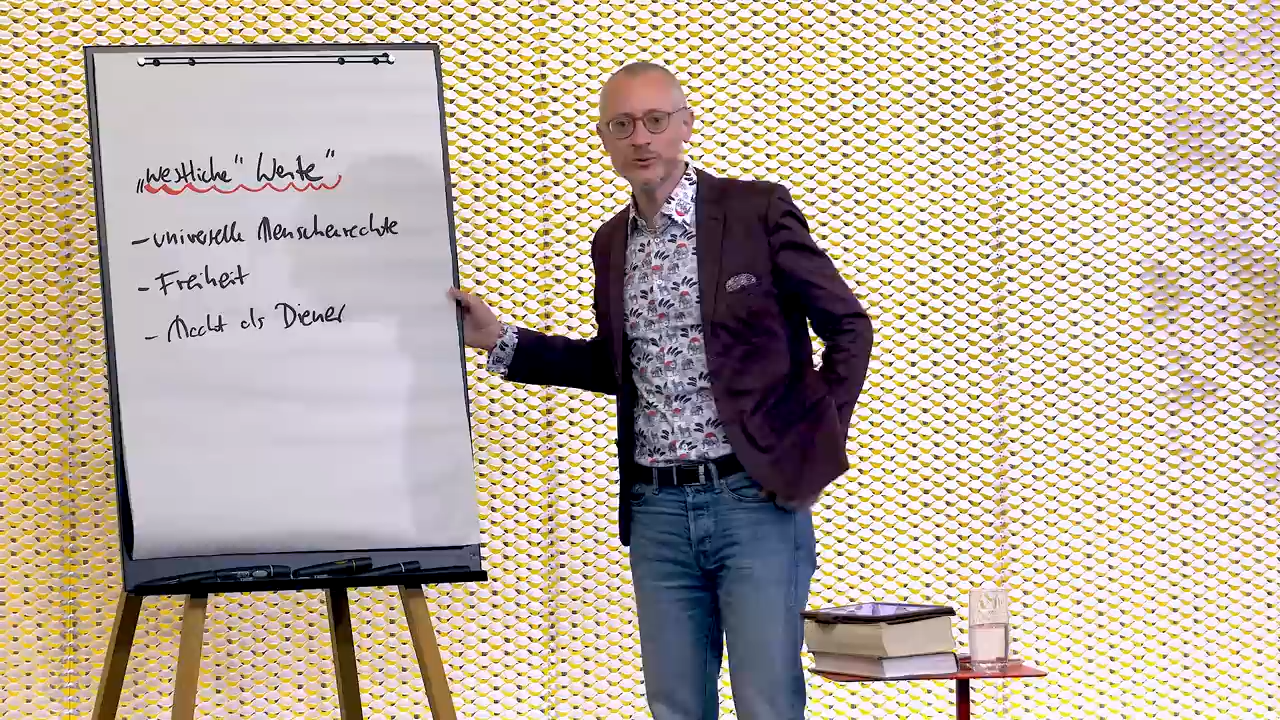 „westliche" Werte"
- universelle Menschenrechte
- Freiheit
- Macht als Diener